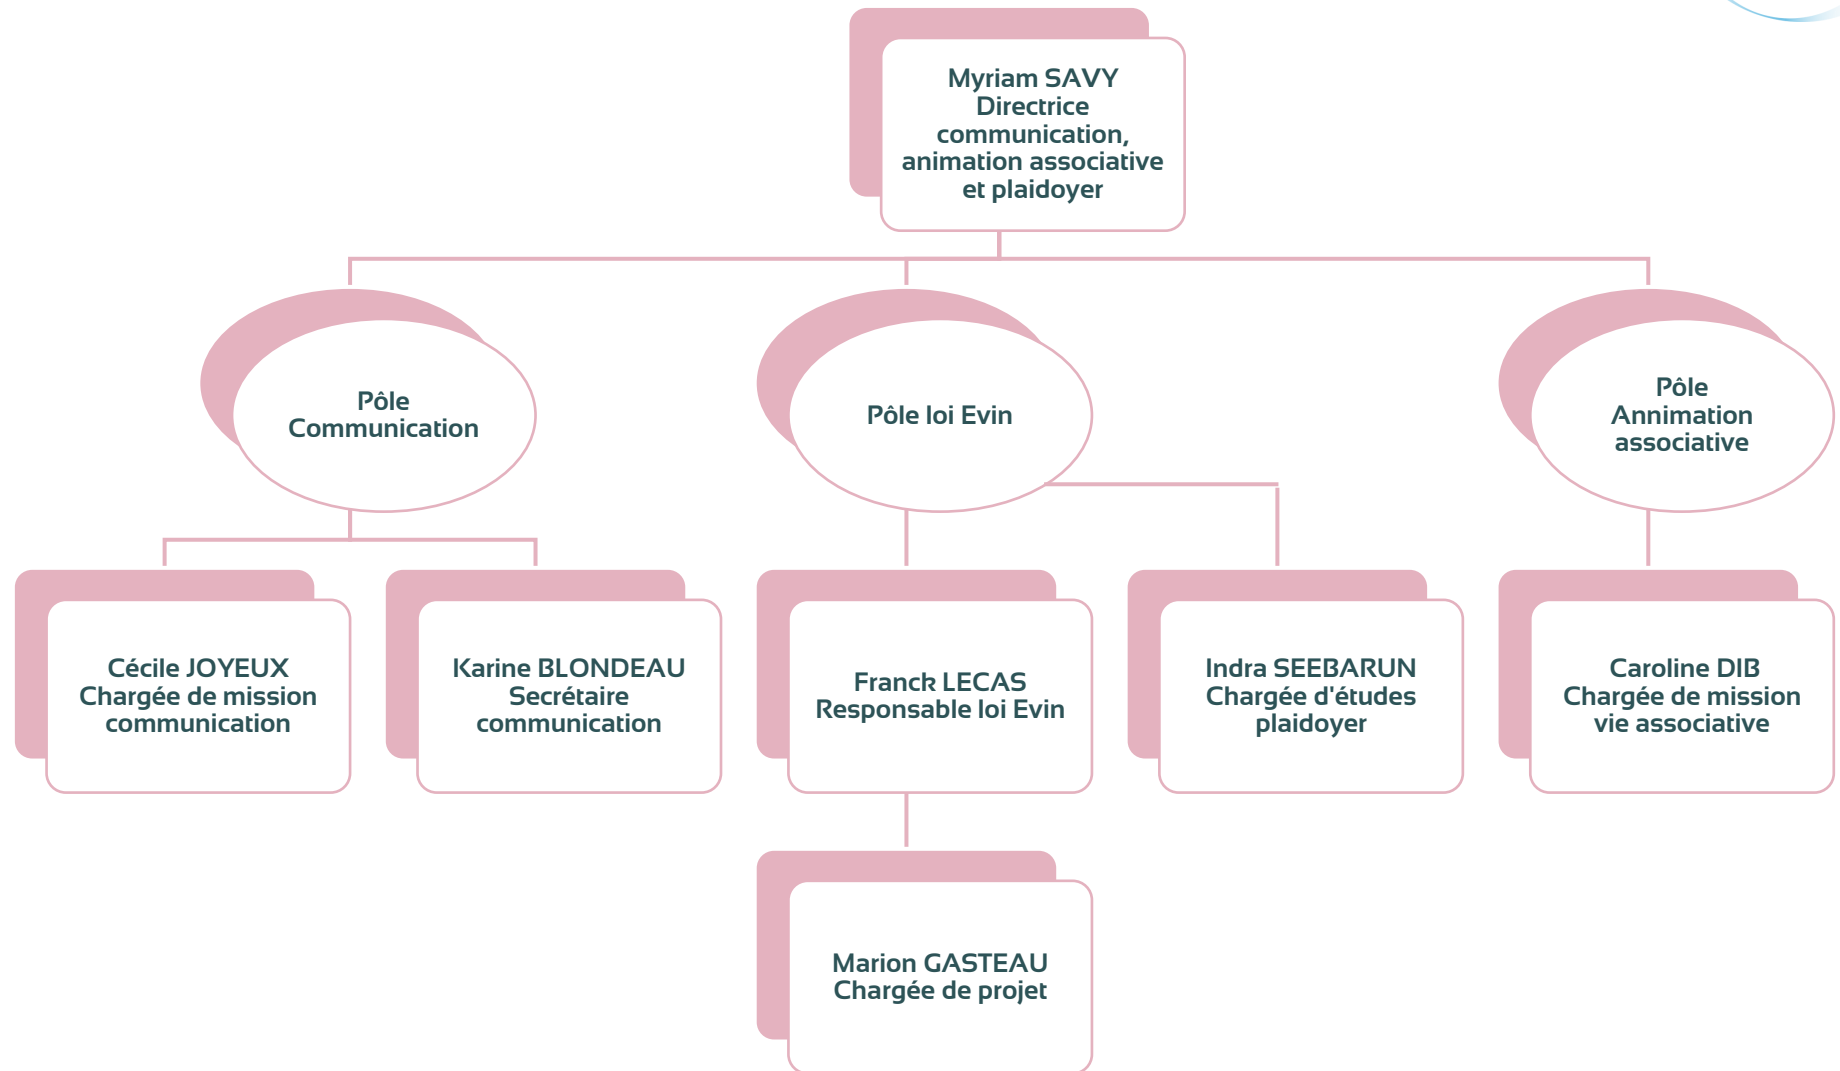 Myriam SAVY
Directrice
communication,
animation associative
et plaidoyer
Pôle
Communication
Pôle loi Evin
Pôle
Annimation
associative
Cécile JOYEUX
Chargée de mission
communication
Karine BLONDEAU
Secrétaire
communication
Franck LECAS
Responsable loi Evin
Indra SEEBARUN
Chargée d'études
plaidoyer
Caroline DIB
Chargée de mission
vie associative
Marion GASTEAU
Chargée de projet